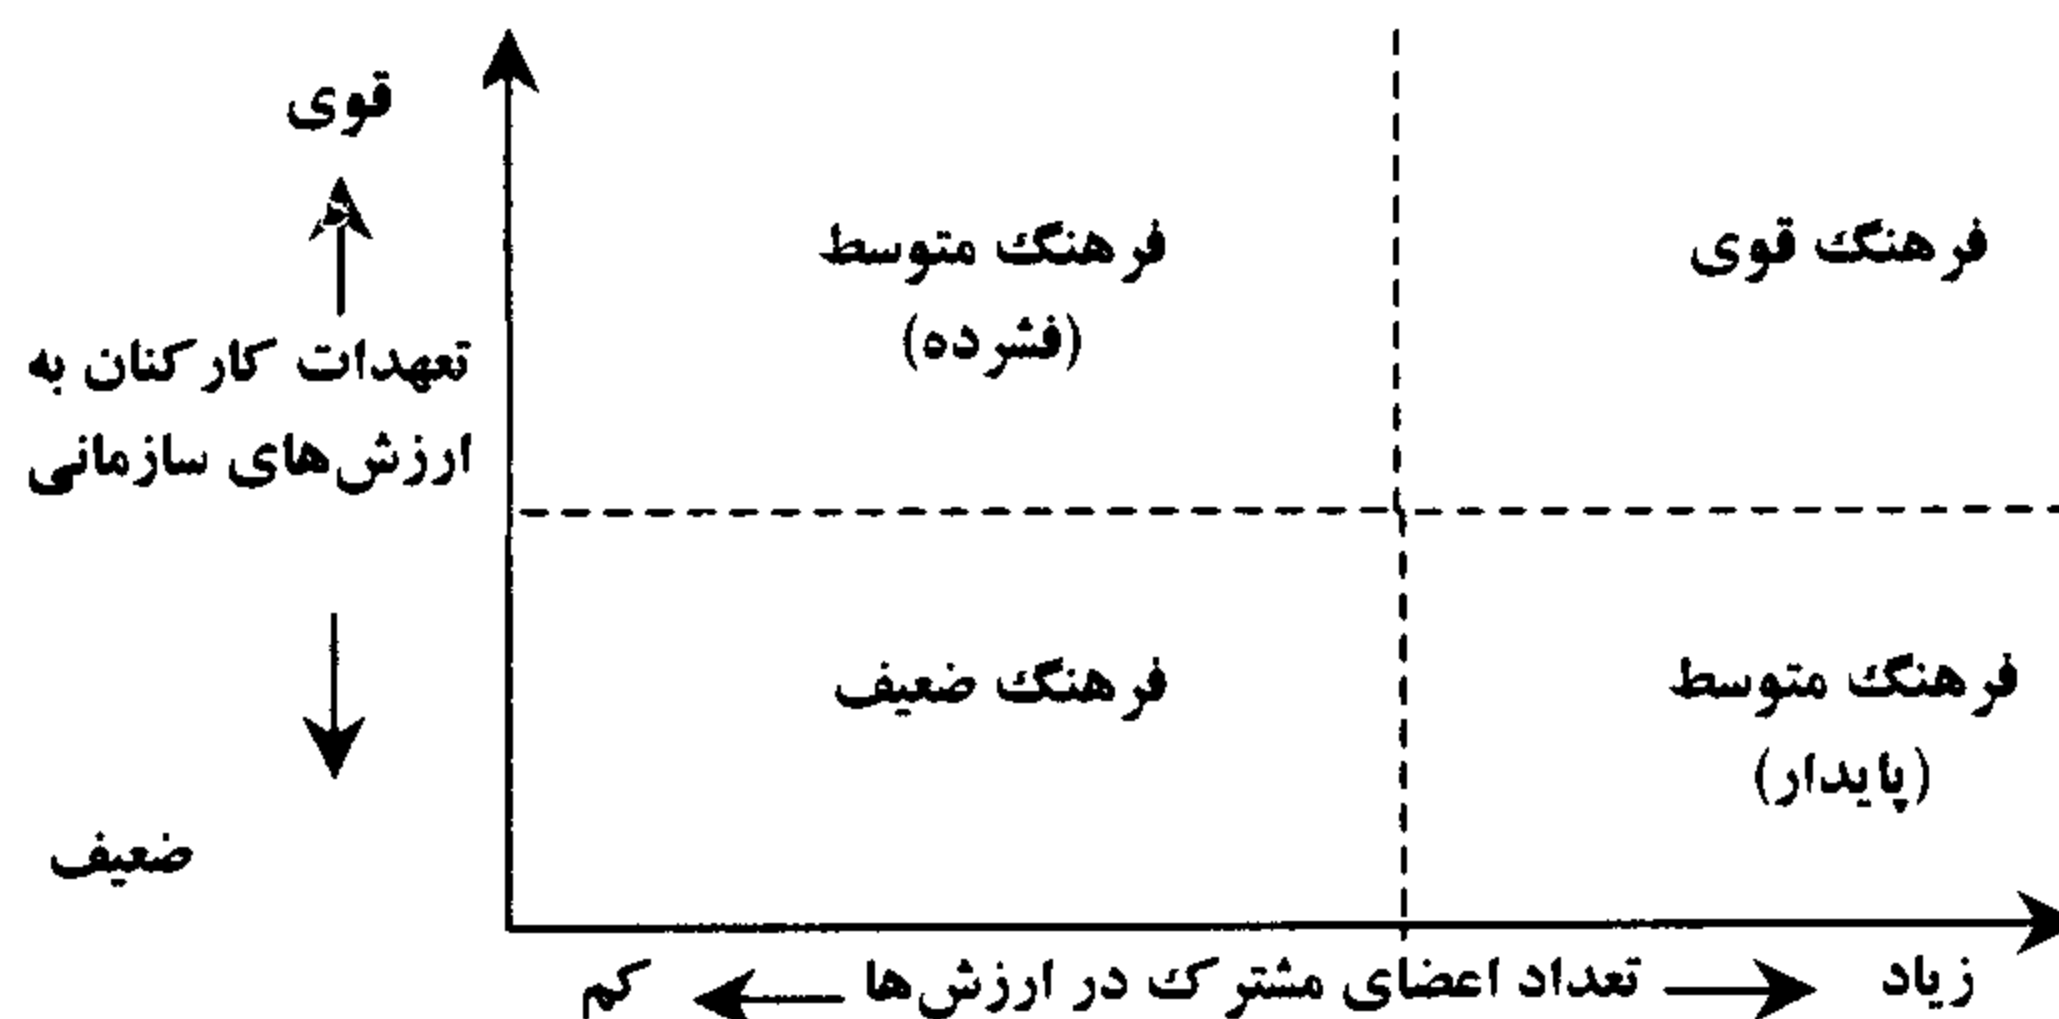 قوی
تعهدات کارکنان به
ارزش‌های سازمانی
ضعیف
فرهنگ قوی
فرهنگ متوسط
(فشرده)
فرهنگ متوسط
(پایدار)
فرهنگ ضعیف
زیاد
تعداد اعضای مشترک در ارزش‌ها
کم